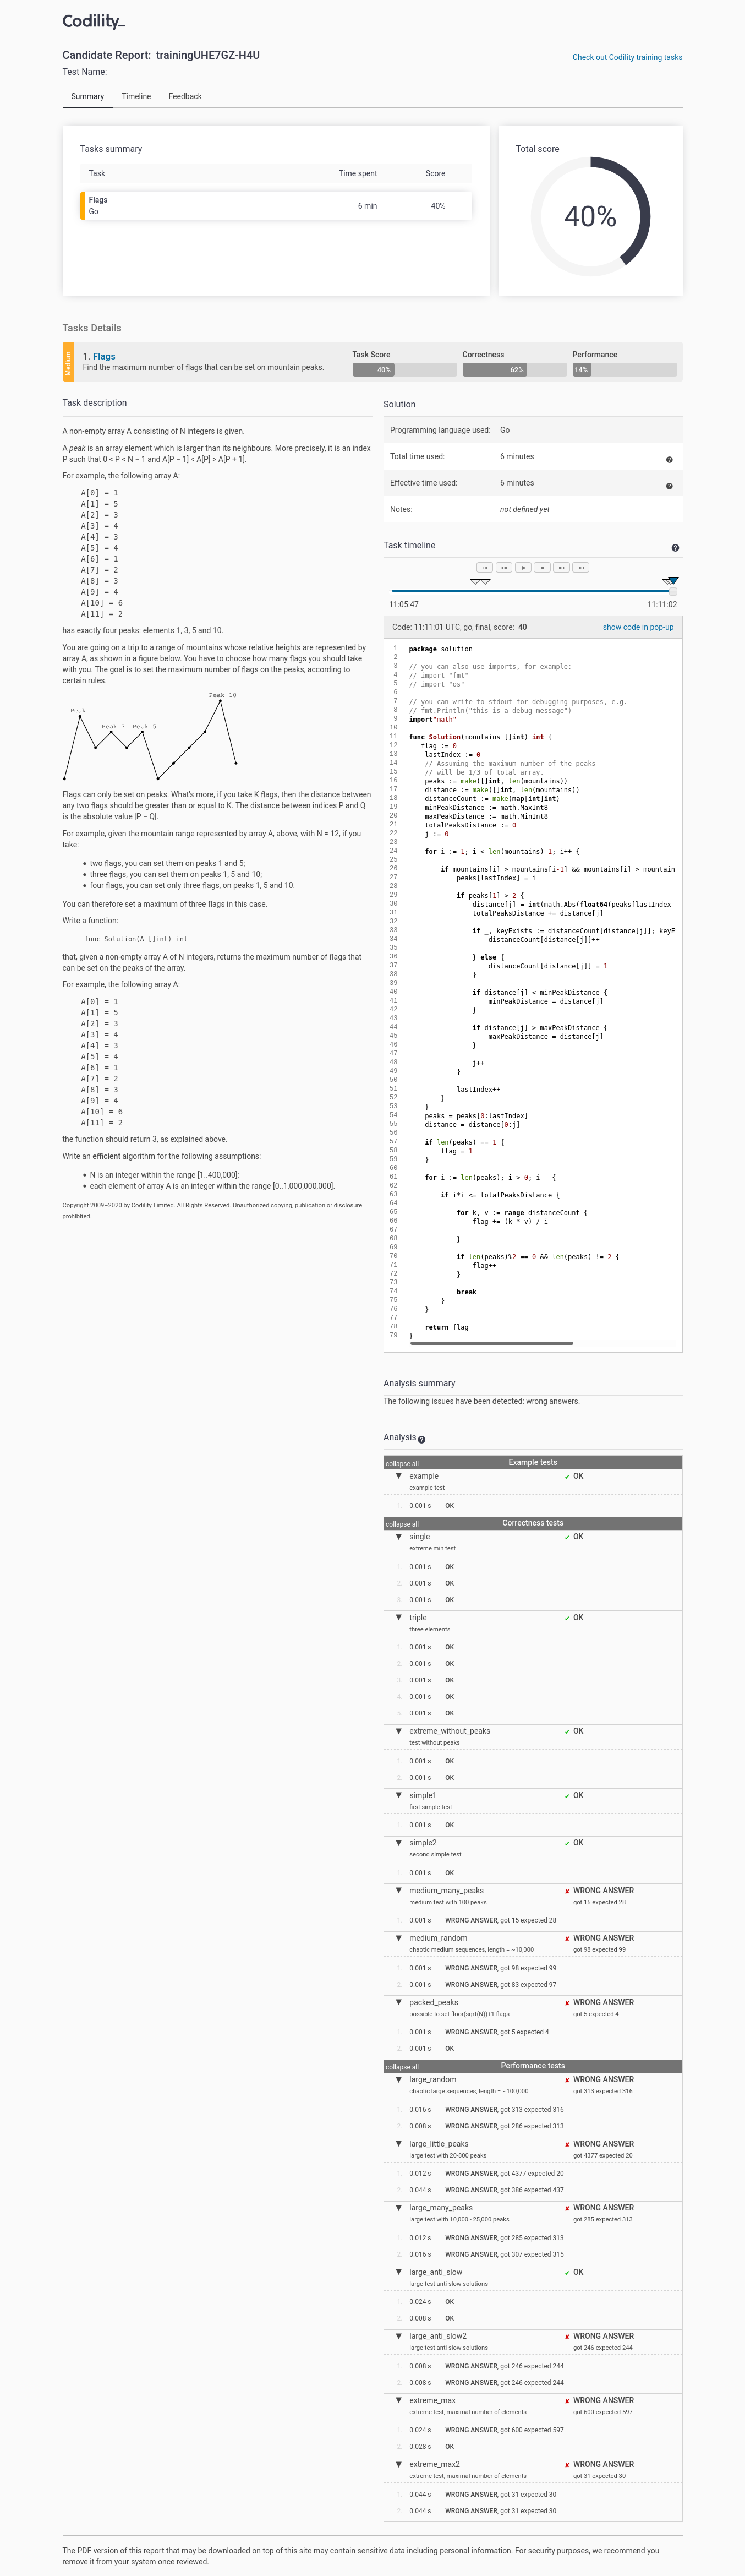 Codility_
Candidate Report: trainingUHE7GZ-H4U
Check out Codility training tasks
Test Name:
Summary Timeline Feedback
Tasks summary
Task Time spent Score
Flags
Go
6 min 40%
Total score
40%
Tasks Details
Medium
1. Flags
Find the maximum number of flags that can be set on mountain peaks.
Task Score
40%
Correctness
62%
Performance
14%
Task description
A non-empty array A consisting of N integers is given.
A peak is an array element which is larger than its neighbours. More precisely, it is an index
P such that 0 < P < N − 1 and A[P − 1] < A[P] > A[P + 1].
For example, the following array A:
A[0] = 1
A[1] = 5
A[2] = 3
A[3] = 4
A[4] = 3
A[5] = 4
A[6] = 1
A[7] = 2
A[8] = 3
A[9] = 4
A[10] = 6
A[11] = 2
has exactly four peaks: elements 1, 3, 5 and 10.
You are going on a trip to a range of mountains whose relative heights are represented by
array A, as shown in a figure below. You have to choose how many flags you should take
with you. The goal is to set the maximum number of flags on the peaks, according to
certain rules.
Peak 1
Peak 3
Peak 5
Peak 10
Flags can only be set on peaks. What's more, if you take K flags, then the distance between
any two flags should be greater than or equal to K. The distance between indices P and Q
is the absolute value |P − Q|.
For example, given the mountain range represented by array A, above, with N = 12, if you
take:
• two flags, you can set them on peaks 1 and 5;
• three flags, you can set them on peaks 1, 5 and 10;
• four flags, you can set only three flags, on peaks 1, 5 and 10.
You can therefore set a maximum of three flags in this case.
Write a function:
func Solution(A []int) int
that, given a non-empty array A of N integers, returns the maximum number of flags that
can be set on the peaks of the array.
For example, the following array A:
A[0] = 1
A[1] = 5
A[2] = 3
A[3] = 4
A[4] = 3
A[5] = 4
A[6] = 1
A[7] = 2
A[8] = 3
A[9] = 4
A[10] = 6
A[11] = 2
the function should return 3, as explained above.
Write an efficient algorithm for the following assumptions:
• N is an integer within the range [1..400,000];
• each element of array A is an integer within the range [0..1,000,000,000].
Copyright 2009–2020 by Codility Limited. All Rights Reserved. Unauthorized copying, publication or disclosure
prohibited.
Solution
Programming language used: Go
Total time used: 6 minutes
Effective time used: 6 minutes
Notes: not defined yet
Task timeline
11:05:47 11:11:02
Code: 11:11:01 UTC, go, final, score: 40
show code in pop-up
1 package solution
2
3 // you can also use imports, for example:
4 // import "fmt"
5 // import "os"
6
7 // you can write to stdout for debugging purposes, e.g.
8 // fmt.Println("this is a debug message")
9 import"math"
10
11 func Solution(mountains []int) int {
12 flag := 0
13 lastIndex := 0
14 // Assuming the maximum number of the peaks
15 // will be 1/3 of total array.
16 peaks := make([]int, len(mountains))
17 distance := make([]int, len(mountains))
18 distanceCount := make(map[int]int)
19 minPeakDistance := math.MaxInt8
20 maxPeakDistance := math.MinInt8
21 totalPeaksDistance := 0
22 j := 0
23
24 for i := 1; i < len(mountains)-1; i++ {
25
26 if mountains[i] > mountains[i-1] && mountains[i] > mountain
27 peaks[lastIndex] = i
28
29 if peaks[1] > 2 {
30 distance[j] = int(math.Abs(float64(peaks[lastIndex-
31 totalPeaksDistance += distance[j]
32
33 if _, keyExists := distanceCount[distance[j]]; keyE
34 distanceCount[distance[j]]++
35
36 } else {
37 distanceCount[distance[j]] = 1
38 }
39
40 if distance[j] < minPeakDistance {
41 minPeakDistance = distance[j]
42 }
43
44 if distance[j] > maxPeakDistance {
45 maxPeakDistance = distance[j]
46 }
47
48 j++
49 }
50
51 lastIndex++
52 }
53 }
54 peaks = peaks[0:lastIndex]
55 distance = distance[0:j]
56
57 if len(peaks) == 1 {
58 flag = 1
59 }
60
61 for i := len(peaks); i > 0; i-- {
62
63 if i*i <= totalPeaksDistance {
64
65 for k, v := range distanceCount {
66 flag += (k * v) / i
67
68 }
69
70 if len(peaks)%2 == 0 && len(peaks) != 2 {
71 flag++
72 }
73
74 break
75 }
76 }
77
78 return flag
79 }
Analysis summary
The following issues have been detected: wrong answers.
Analysis
collapse all Example tests
example ✔ OK
example test
1. 0.001 s OK
collapse all Correctness tests
single ✔ OK
extreme min test
1. 0.001 s OK
2. 0.001 s OK
3. 0.001 s OK
triple ✔ OK
three elements
1. 0.001 s OK
2. 0.001 s OK
3. 0.001 s OK
4. 0.001 s OK
5. 0.001 s OK
extreme_without_peaks ✔ OK
test without peaks
1. 0.001 s OK
2. 0.001 s OK
simple1 ✔ OK
first simple test
1. 0.001 s OK
simple2 ✔ OK
second simple test
1. 0.001 s OK
medium_many_peaks ✘ WRONG ANSWER
medium test with 100 peaks got 15 expected 28
1. 0.001 s WRONG ANSWER, got 15 expected 28
medium_random ✘ WRONG ANSWER
chaotic medium sequences, length = ~10,000 got 98 expected 99
1. 0.001 s WRONG ANSWER, got 98 expected 99
2. 0.001 s WRONG ANSWER, got 83 expected 97
packed_peaks ✘ WRONG ANSWER
possible to set floor(sqrt(N))+1 flags got 5 expected 4
1. 0.001 s WRONG ANSWER, got 5 expected 4
2. 0.001 s OK
collapse all Performance tests
large_random ✘ WRONG ANSWER
chaotic large sequences, length = ~100,000 got 313 expected 316
1. 0.016 s WRONG ANSWER, got 313 expected 316
2. 0.008 s WRONG ANSWER, got 286 expected 313
large_little_peaks ✘ WRONG ANSWER
large test with 20-800 peaks got 4377 expected 20
1. 0.012 s WRONG ANSWER, got 4377 expected 20
2. 0.044 s WRONG ANSWER, got 386 expected 437
large_many_peaks ✘ WRONG ANSWER
large test with 10,000 - 25,000 peaks got 285 expected 313
1. 0.012 s WRONG ANSWER, got 285 expected 313
2. 0.016 s WRONG ANSWER, got 307 expected 315
large_anti_slow ✔ OK
large test anti slow solutions
1. 0.024 s OK
2. 0.008 s OK
large_anti_slow2 ✘ WRONG ANSWER
large test anti slow solutions got 246 expected 244
1. 0.008 s WRONG ANSWER, got 246 expected 244
2. 0.008 s WRONG ANSWER, got 246 expected 244
extreme_max ✘ WRONG ANSWER
extreme test, maximal number of elements got 600 expected 597
1. 0.024 s WRONG ANSWER, got 600 expected 597
2. 0.028 s OK
extreme_max2 ✘ WRONG ANSWER
extreme test, maximal number of elements got 31 expected 30
1. 0.044 s WRONG ANSWER, got 31 expected 30
2. 0.044 s WRONG ANSWER, got 31 expected 30
The PDF version of this report that may be downloaded on top of this site may contain sensitive data including personal information. For security purposes, we recommend you
remove it from your system once reviewed.